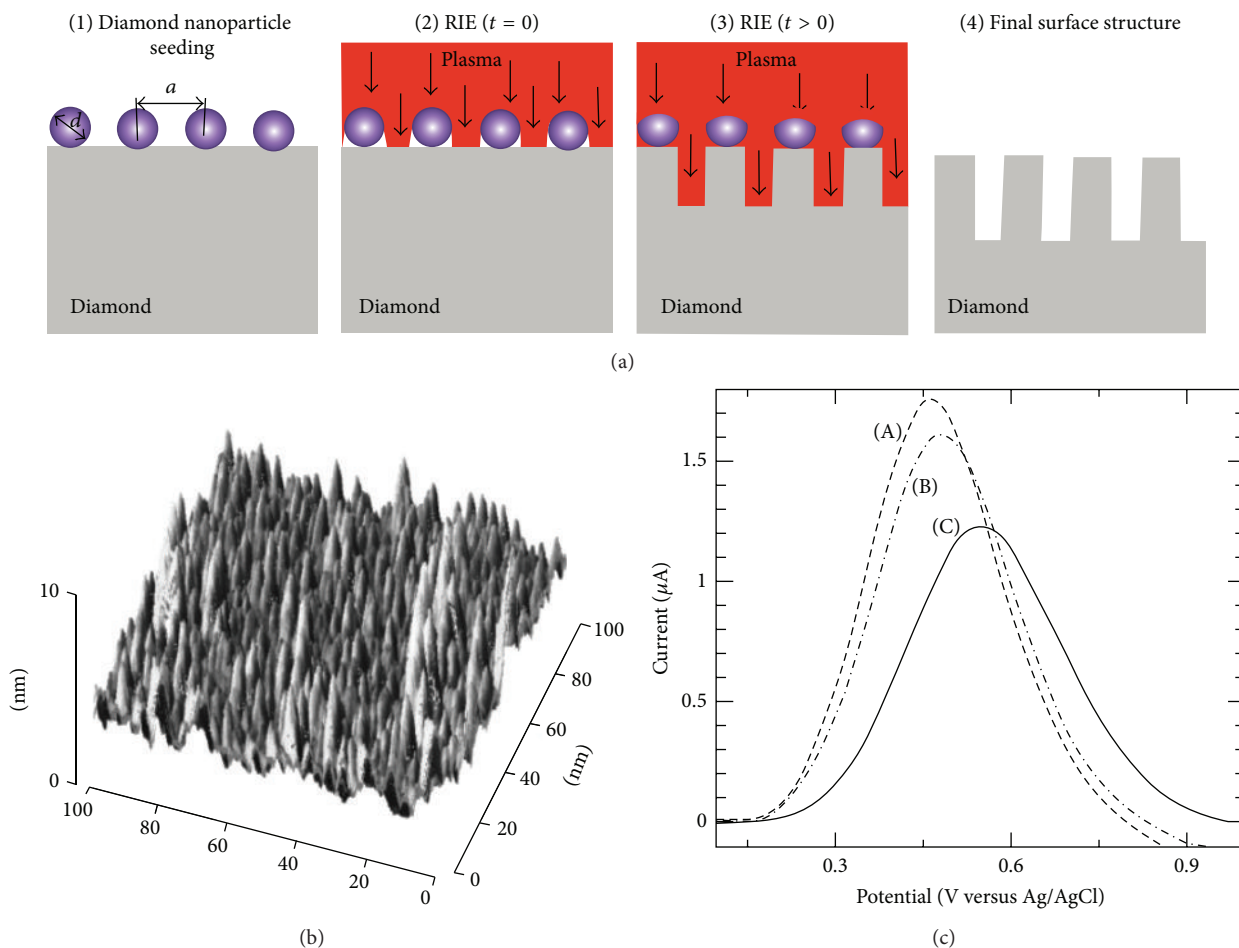 (1) Diamond nanoparticle
seeding
(2) RIE (t = 0)
(3) RIE (t > 0)
(4) Final surface structure
a
d
Plasma
Plasma
Diamond
Diamond
Diamond
Diamond
(a)
10
5
0
(nm)
100
80
60
40
20
0
100
80
60
40
20
0
(nm)
(b)
1.5
1
0.5
0
Current (μA)
(A)
(B)
(C)
0.3
0.6
0.9
Potential (V versus Ag/AgCl)
(c)